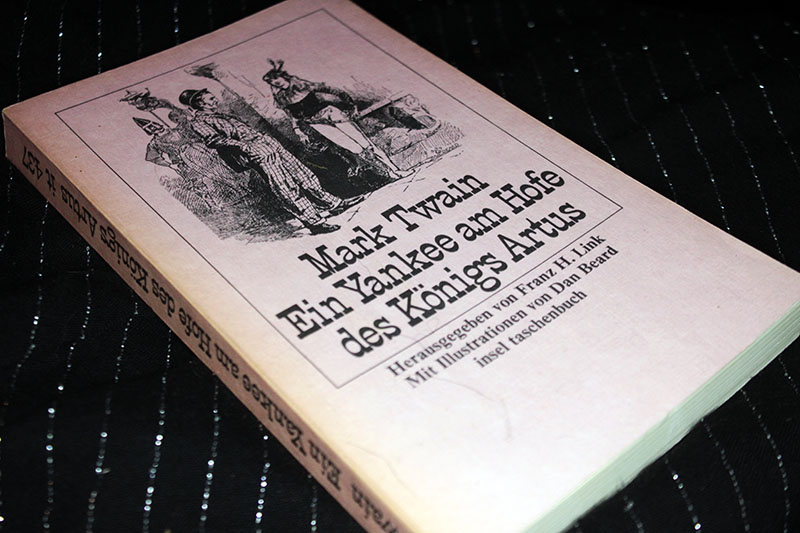 Mark Twain
Ein Yankee am Hofe
des Königs Artus
Herausgegeben von Franz H. Link
Mit Illustrationen von Dan Beard
insel taschenbuch
Twain Ein Yankee am Hofe des Königs Artus it 437